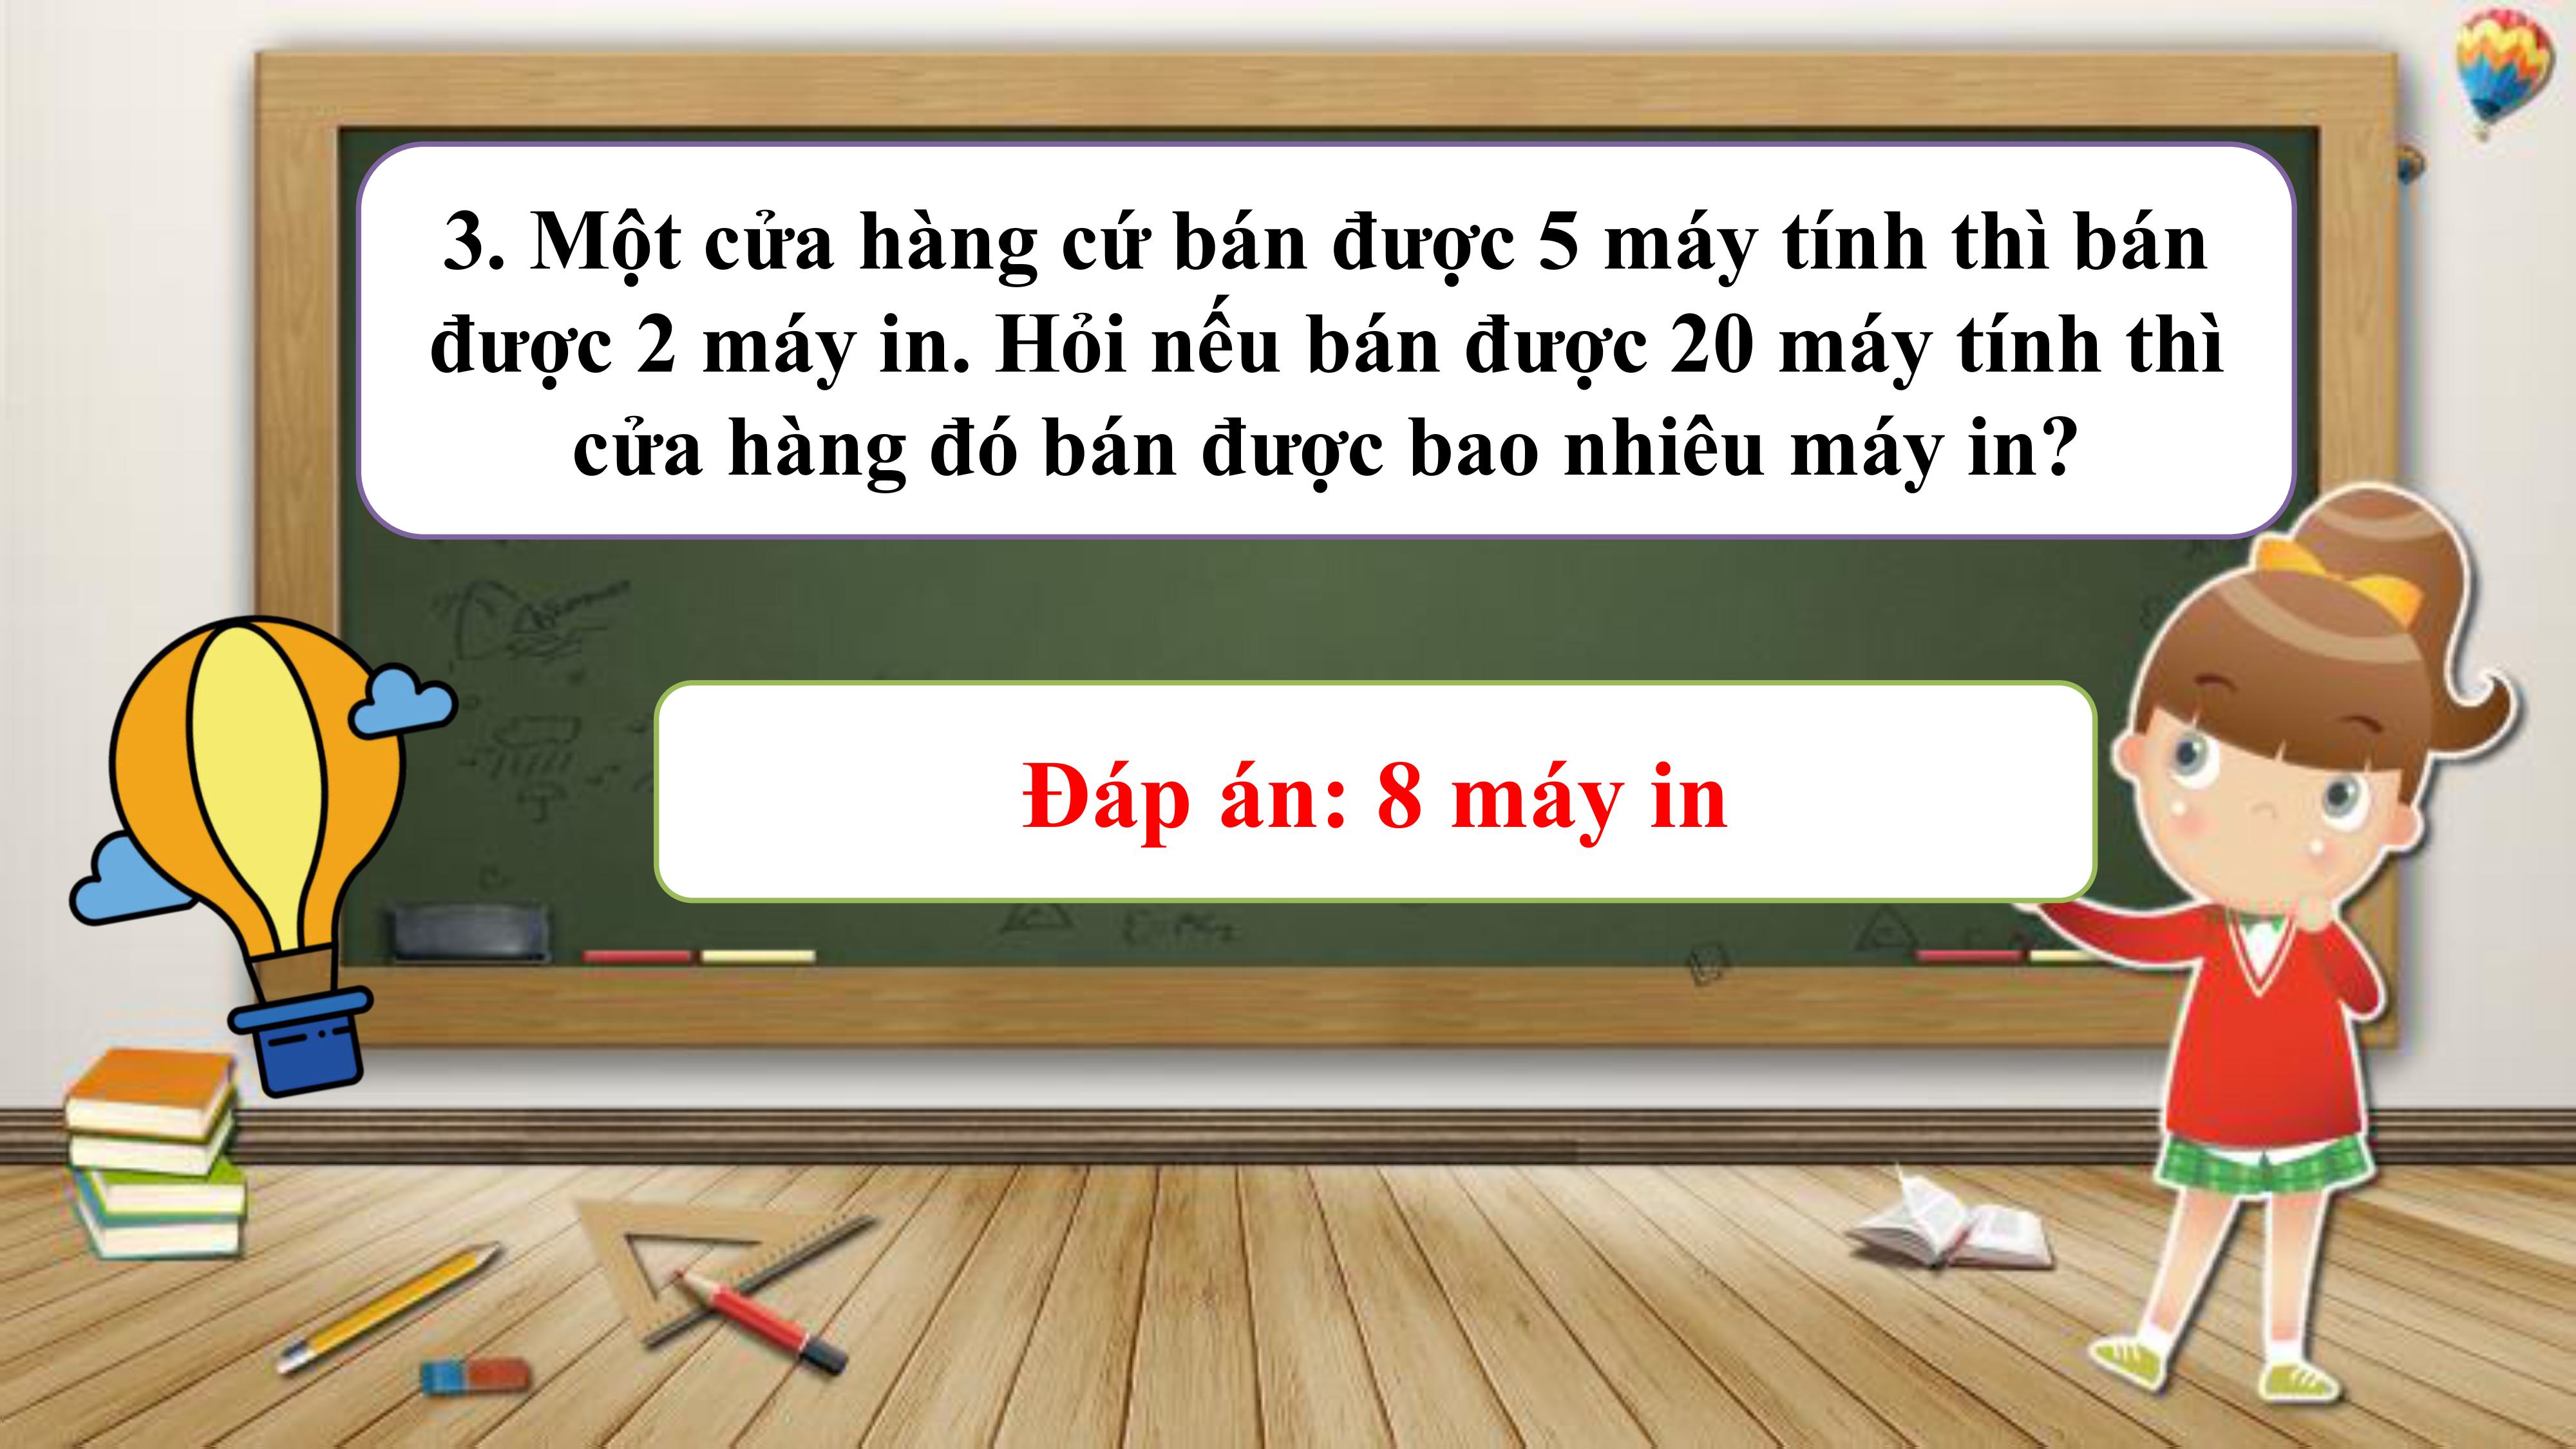 3. Một cửa hàng cứ bán được 5 máy tính thì bán
được 2 máy in. Hỏi nếu bán được 20 máy tính thì
cửa hàng đó bán được bao nhiêu máy in?
Đáp án: 8 máy in